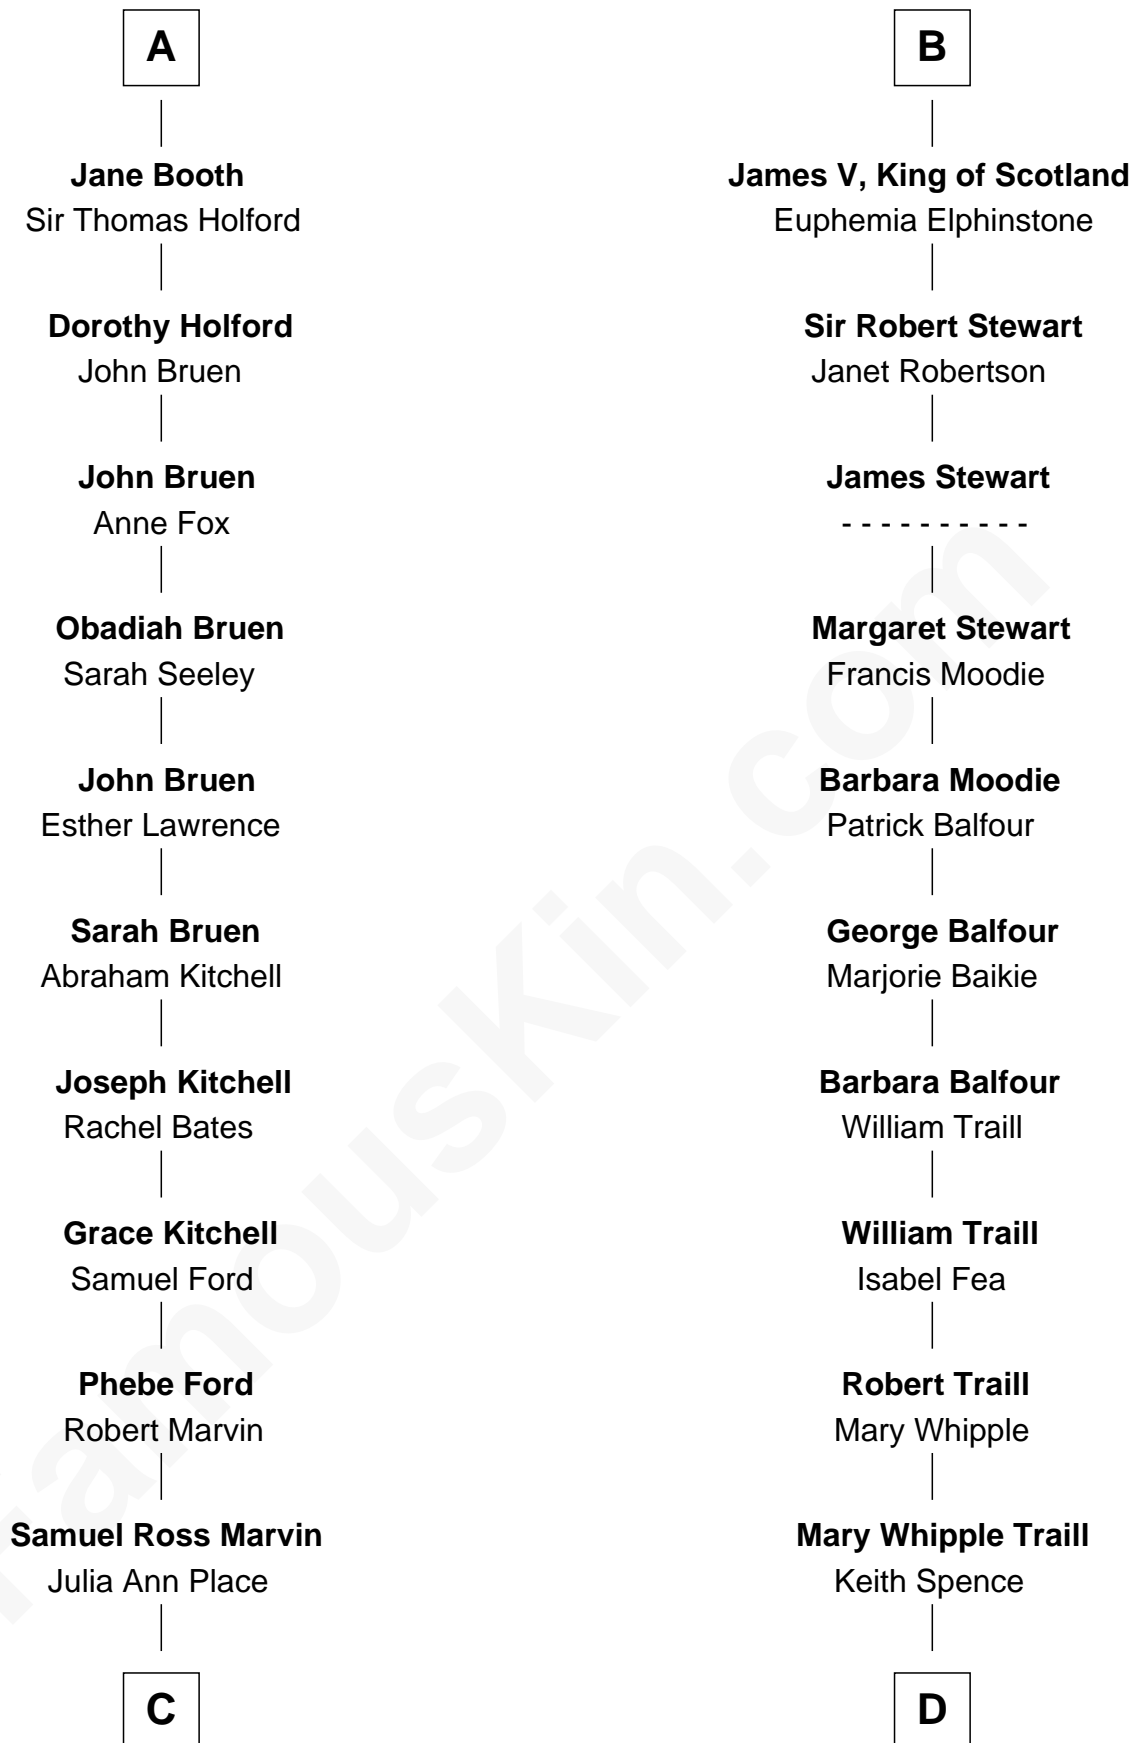 A
Jane Booth
Sir Thomas Holford
Dorothy Holford
John Bruen
John Bruen
Anne Fox
Obadiah Bruen
Sarah Seeley
John Bruen
Esther Lawrence
Sarah Bruen
Abraham Kitchell
Joseph Kitchell
Rachel Bates
Grace Kitchell
Samuel Ford
Phebe Ford
Robert Marvin
Samuel Ross Marvin
Julia Ann Place
C
B
James V, King of Scotland
Euphemia Elphinstone
Sir Robert Stewart
Janet Robertson
James Stewart
- - - - - - - - - -
Margaret Stewart
Francis Moodie
Barbara Moodie
Patrick Balfour
George Balfour
Marjorie Baikie
Barbara Balfour
William Traill
William Traill
Isabel Fea
Robert Traill
Mary Whipple
Mary Whipple Traill
Keith Spence
D
FamousKin.com